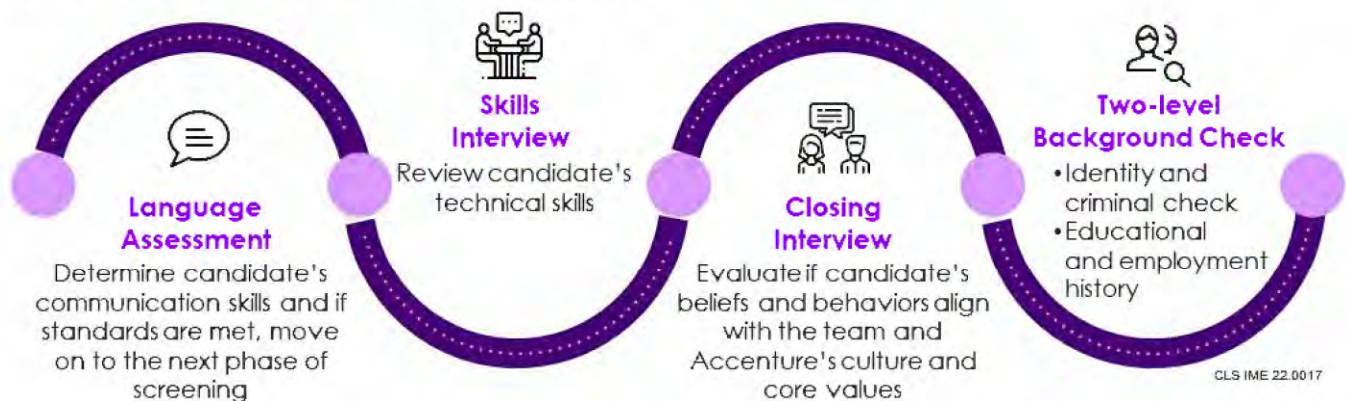 Language
Assessment
Determine candidate's
communication skills and if
standards are met, move
on to the next phase of
screening
Skills
Interview
Review candidate's
technical skills
Closing
Interview
Evaluate if candidate's
beliefs and behaviors align
with the team and
Accenture's culture and
core values
Two-level
Background Check
•Identity and
criminal check
•Educational
and employment
history
CLS IME 22.0017